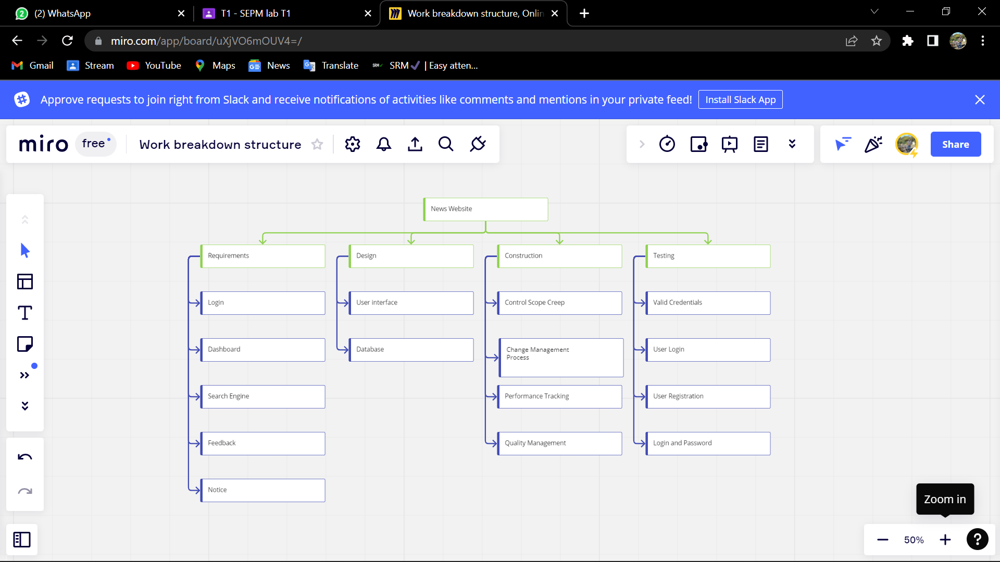 (2) WhatsApp
T1 - SEPM lab T1
Work breakdown structure, Onlin
miro.com/app/board/uXjVO6mOUV4=/
Gmail
Stream
YouTube
Maps
News
Translate
SRM SRM ✓ | Easy atten...
Approve requests to join right from Slack and receive notifications of activities like comments and mentions in your private feed!
Install Slack App
miro
free
Work breakdown structure
Share
News Website
Requirements
Design
Construction
Testing
Login
User interface
Control Scope Creep
Valid Credentials
Dashboard
Database
Change Management
Process
User Login
Search Engine
Performance Tracking
User Registration
Feedback
Quality Management
Login and Password
Notice
Zoom in
50%
?